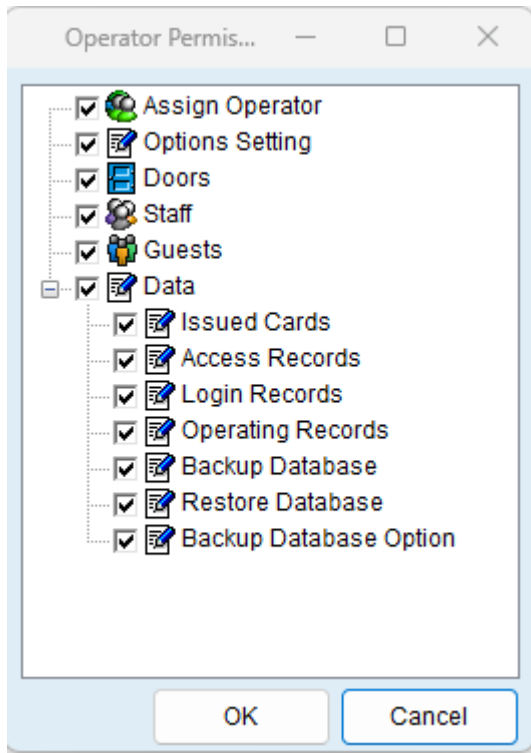 Operator Permis...
Assign Operator
Options Setting
Doors
Staff
Guests
Data
Issued Cards
Access Records
Login Records
Operating Records
Backup Database
Restore Database
Backup Database Option
OK
Cancel